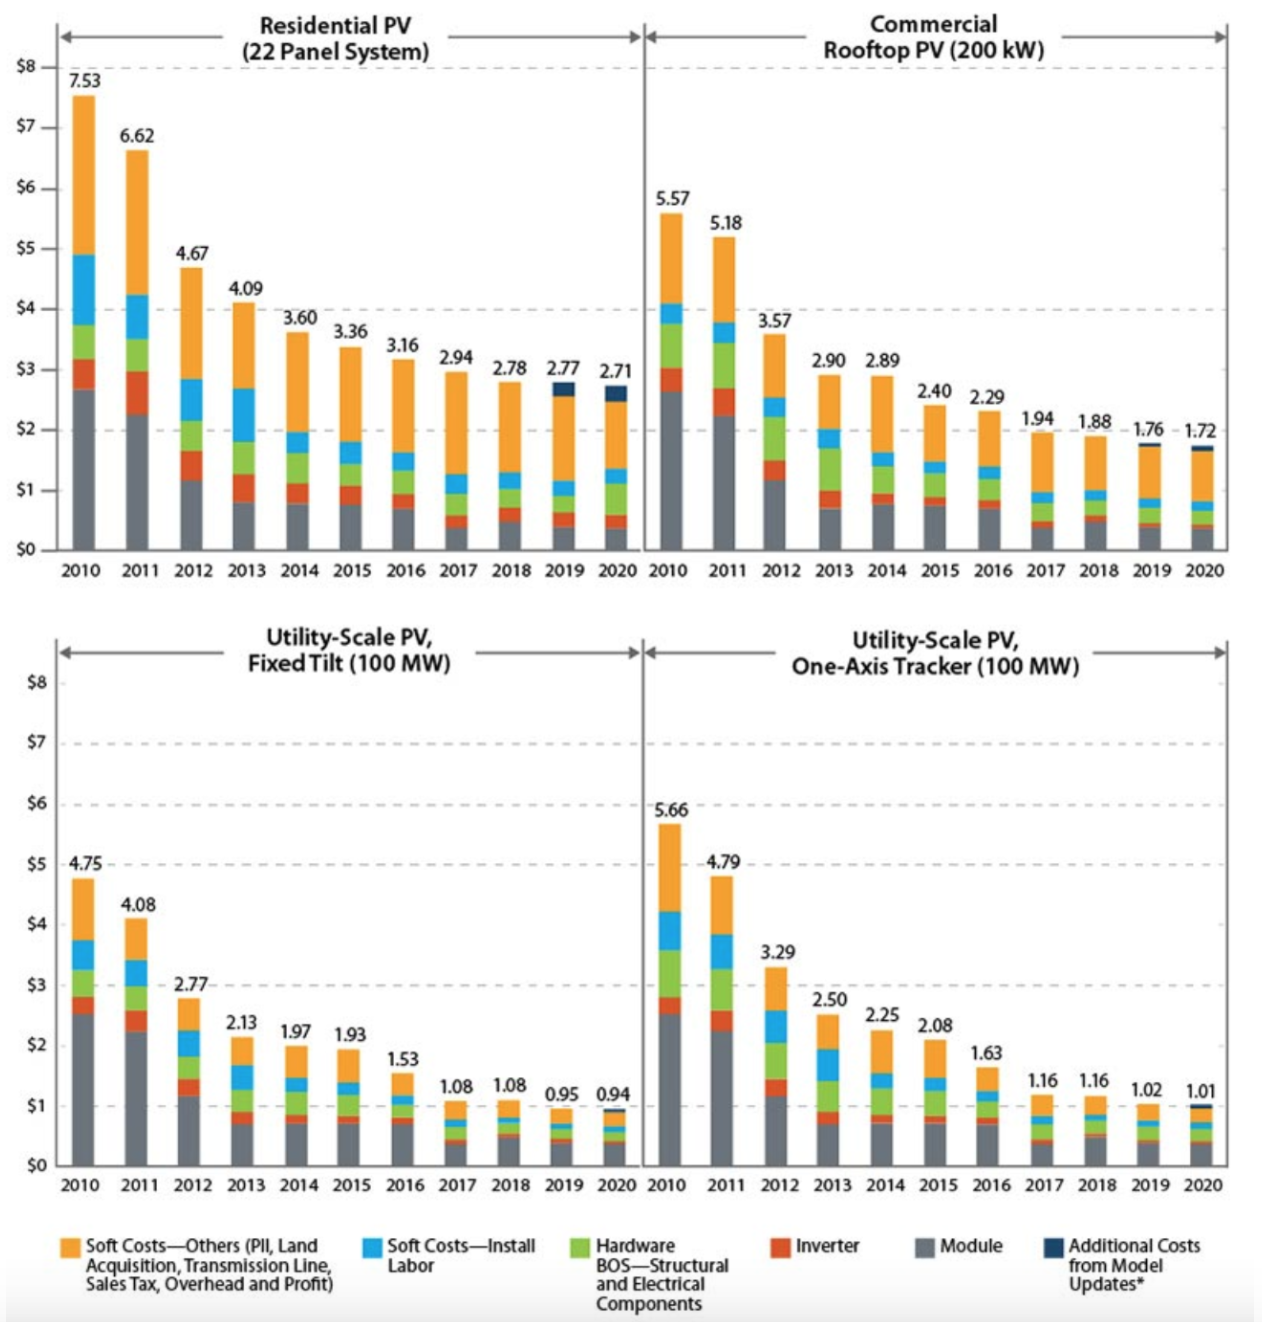 Residential PV
(22 Panel System)
Commercial
Rooftop PV (200 kW)
$8
$7
$6
$5
$4
$3
$2
$1
$0
7.53
6.62
4.67
4.09
3.60
3.36
3.16
2.94
2.78
2.77
2.71
5.57
5.18
3.57
2.90
2.89
2.40
2.29
1.94
1.88
1.76
1.72
2010 2011 2012 2013 2014 2015 2016 2017 2018 2019 2020
2010 2011 2012 2013 2014 2015 2016 2017 2018 2019 2020
Utility-Scale PV,
Fixed Tilt (100 MW)
Utility-Scale PV,
One-Axis Tracker (100 MW)
$8
$7
$6
$5
$4
$3
$2
$1
$0
4.75
4.08
2.77
2.13
1.97
1.93
1.53
1.08
1.08
0.95
0.94
5.66
4.79
3.29
2.50
2.25
2.08
1.63
1.16
1.16
1.02
1.01
2010 2011 2012 2013 2014 2015 2016 2017 2018 2019 2020
2010 2011 2012 2013 2014 2015 2016 2017 2018 2019 2020
Soft Costs—Others (PII, Land
Acquisition, Transmission Line,
Sales Tax, Overhead and Profit)
Soft Costs—Install
Labor
Hardware
BOS—Structural
and Electrical
Components
Inverter
Module
Additional Costs
from Model
Updates*